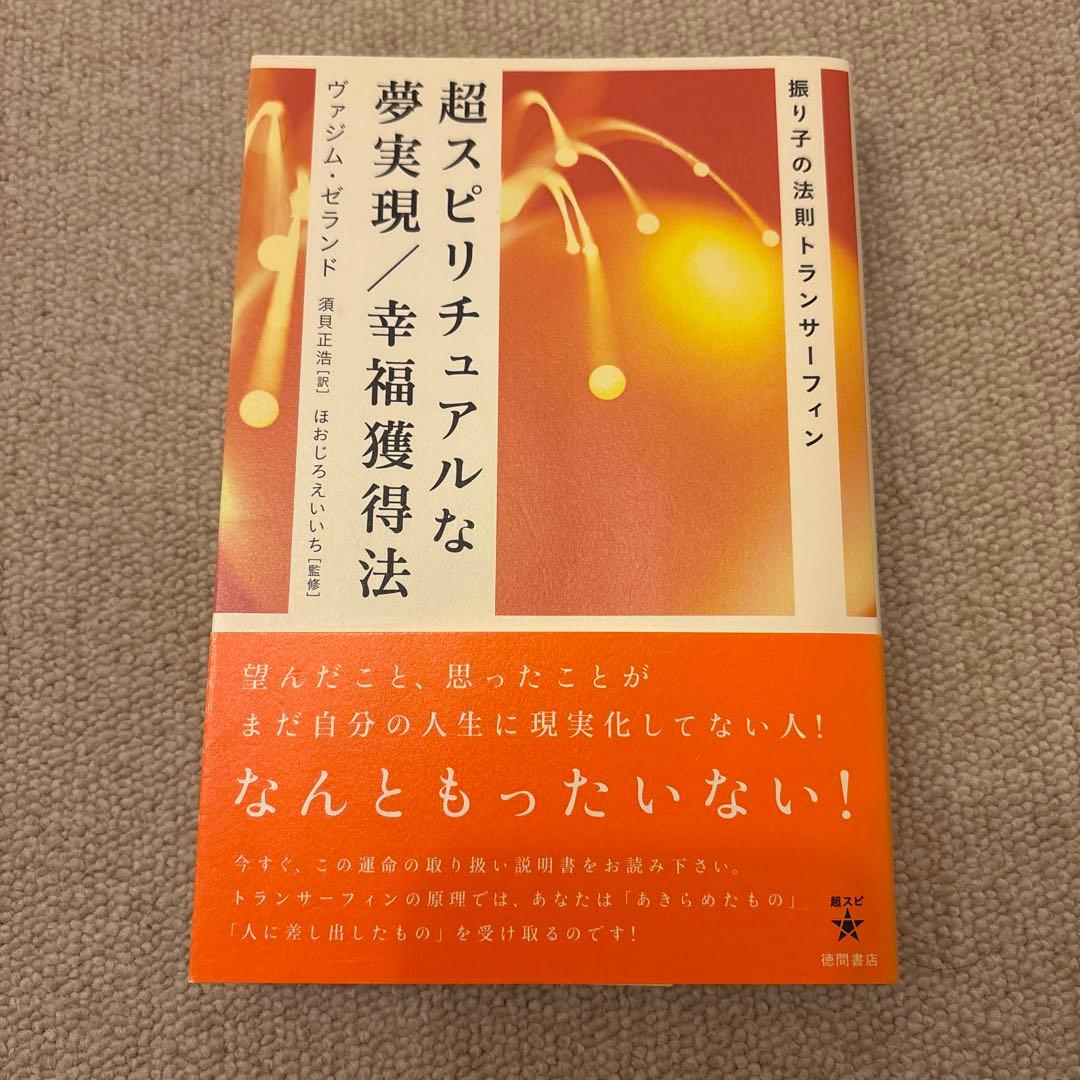 振り子の法則トランサーフィン
超スピリチュアルな
夢実現／幸福獲得法
ヴァジム・ゼランド
須貝正浩[訳] ほおじろえいいち[監修]
望んだこと、思ったことが
まだ自分の人生に現実化してない人!
なんともったいない!
今すぐ、この運命の取り扱い説明書をお読み下さい。
トランサーフィンの原理では、あなたは「あきらめたもの」
「人に差し出したもの」を受け取るのです!
超スピ
徳間書店